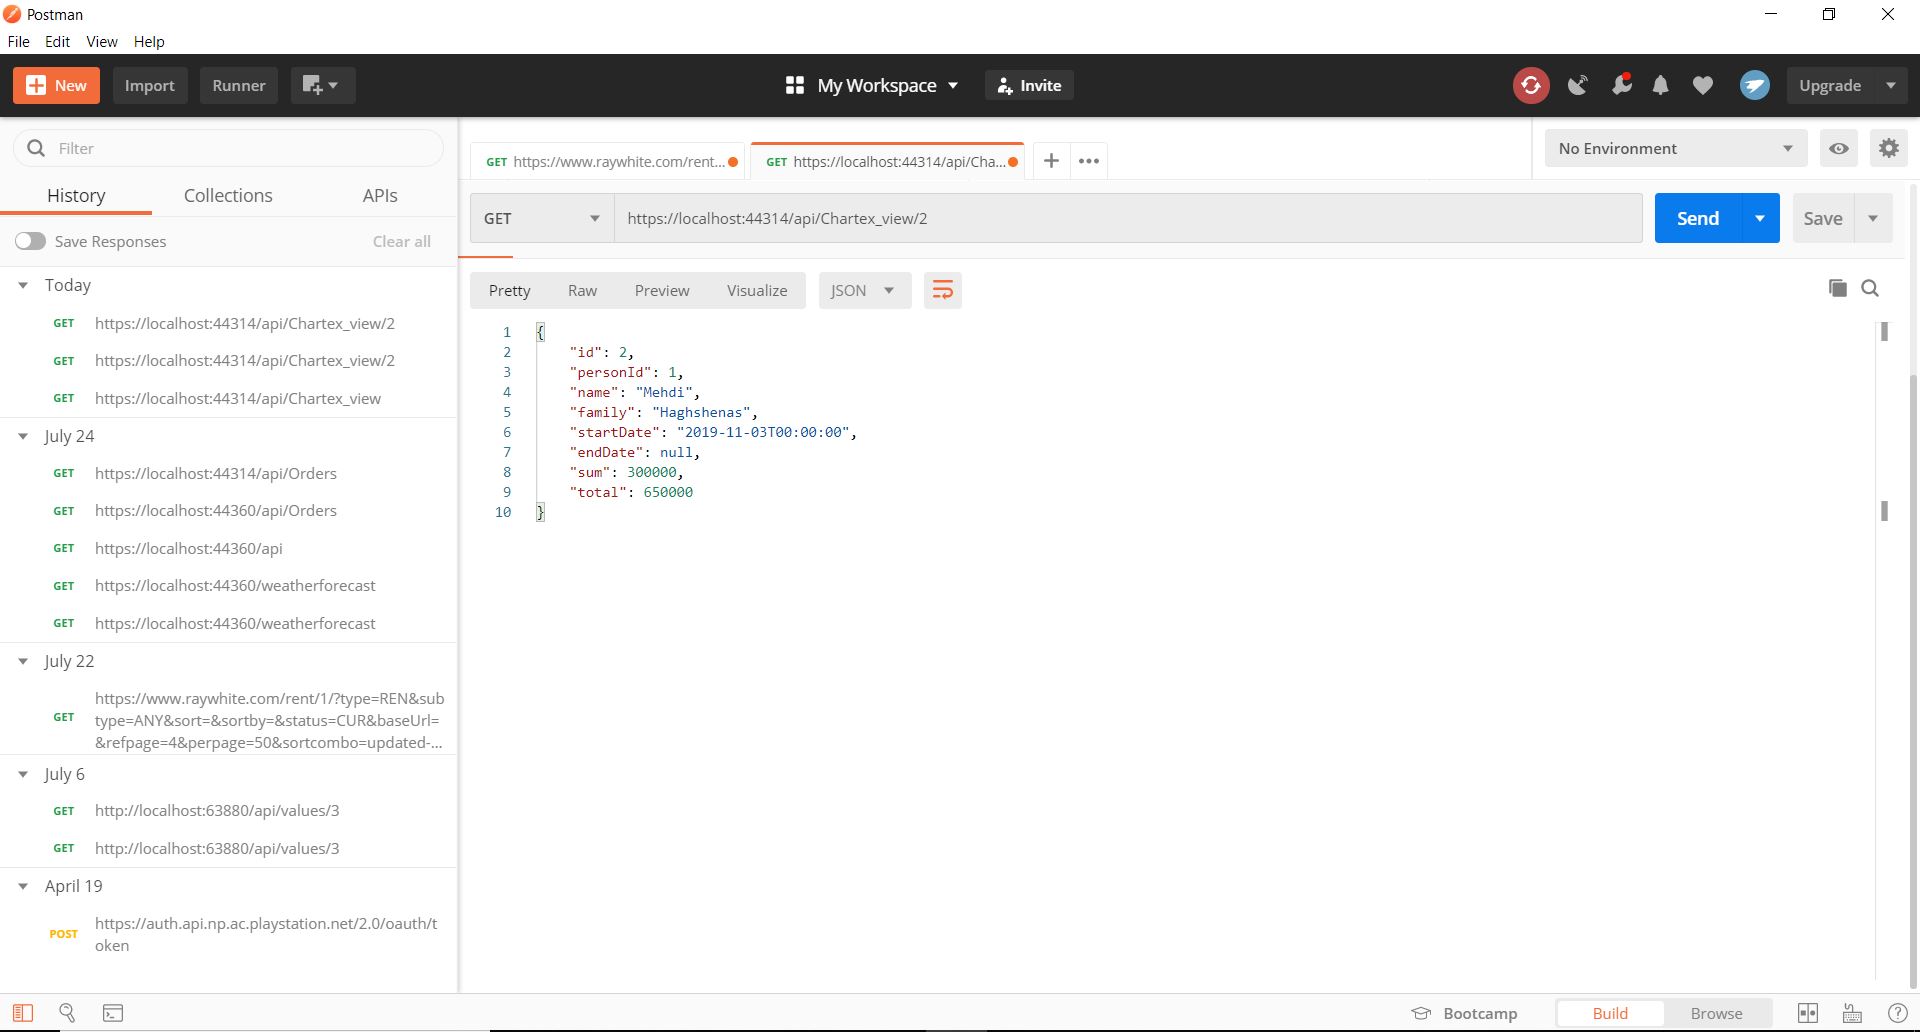 Postman
File Edit View Help
New Import Runner My Workspace Invite Upgrade
Filter
History Collections APIs
Save Responses Clear all
Today
GET https://localhost:44314/api/Chartex_view/2
GET https://localhost:44314/api/Chartex_view/2
GET https://localhost:44314/api/Chartex_view
July 24
GET https://localhost:44314/api/Orders
GET https://localhost:44360/api/Orders
GET https://localhost:44360/api
GET https://localhost:44360/weatherforecast
GET https://localhost:44360/weatherforecast
July 22
GET https://www.raywhite.com/rent/1/?type=REN&sub
type=ANY&sort=&sortby=&status=CUR&baseUrl=
&refpage=4&perpage=50&sortcombo=updated-...
July 6
GET http://localhost:63880/api/values/3
GET http://localhost:63880/api/values/3
April 19
POST https://auth.api.np.ac.playstation.net/2.0/oauth/t
oken
GET https://www.raywhite.com/rent... GET https://localhost:44314/api/Cha... + ••• No Environment
GET https://localhost:44314/api/Chartex_view/2 Send Save
Pretty Raw Preview Visualize JSON
1 {
2 "id": 2,
3 "personId": 1,
4 "name": "Mehdi",
5 "family": "Haghshenas",
6 "startDate": "2019-11-03T00:00:00",
7 "endDate": null,
8 "sum": 300000,
9 "total": 650000
10 }
Bootcamp Build Browse ?